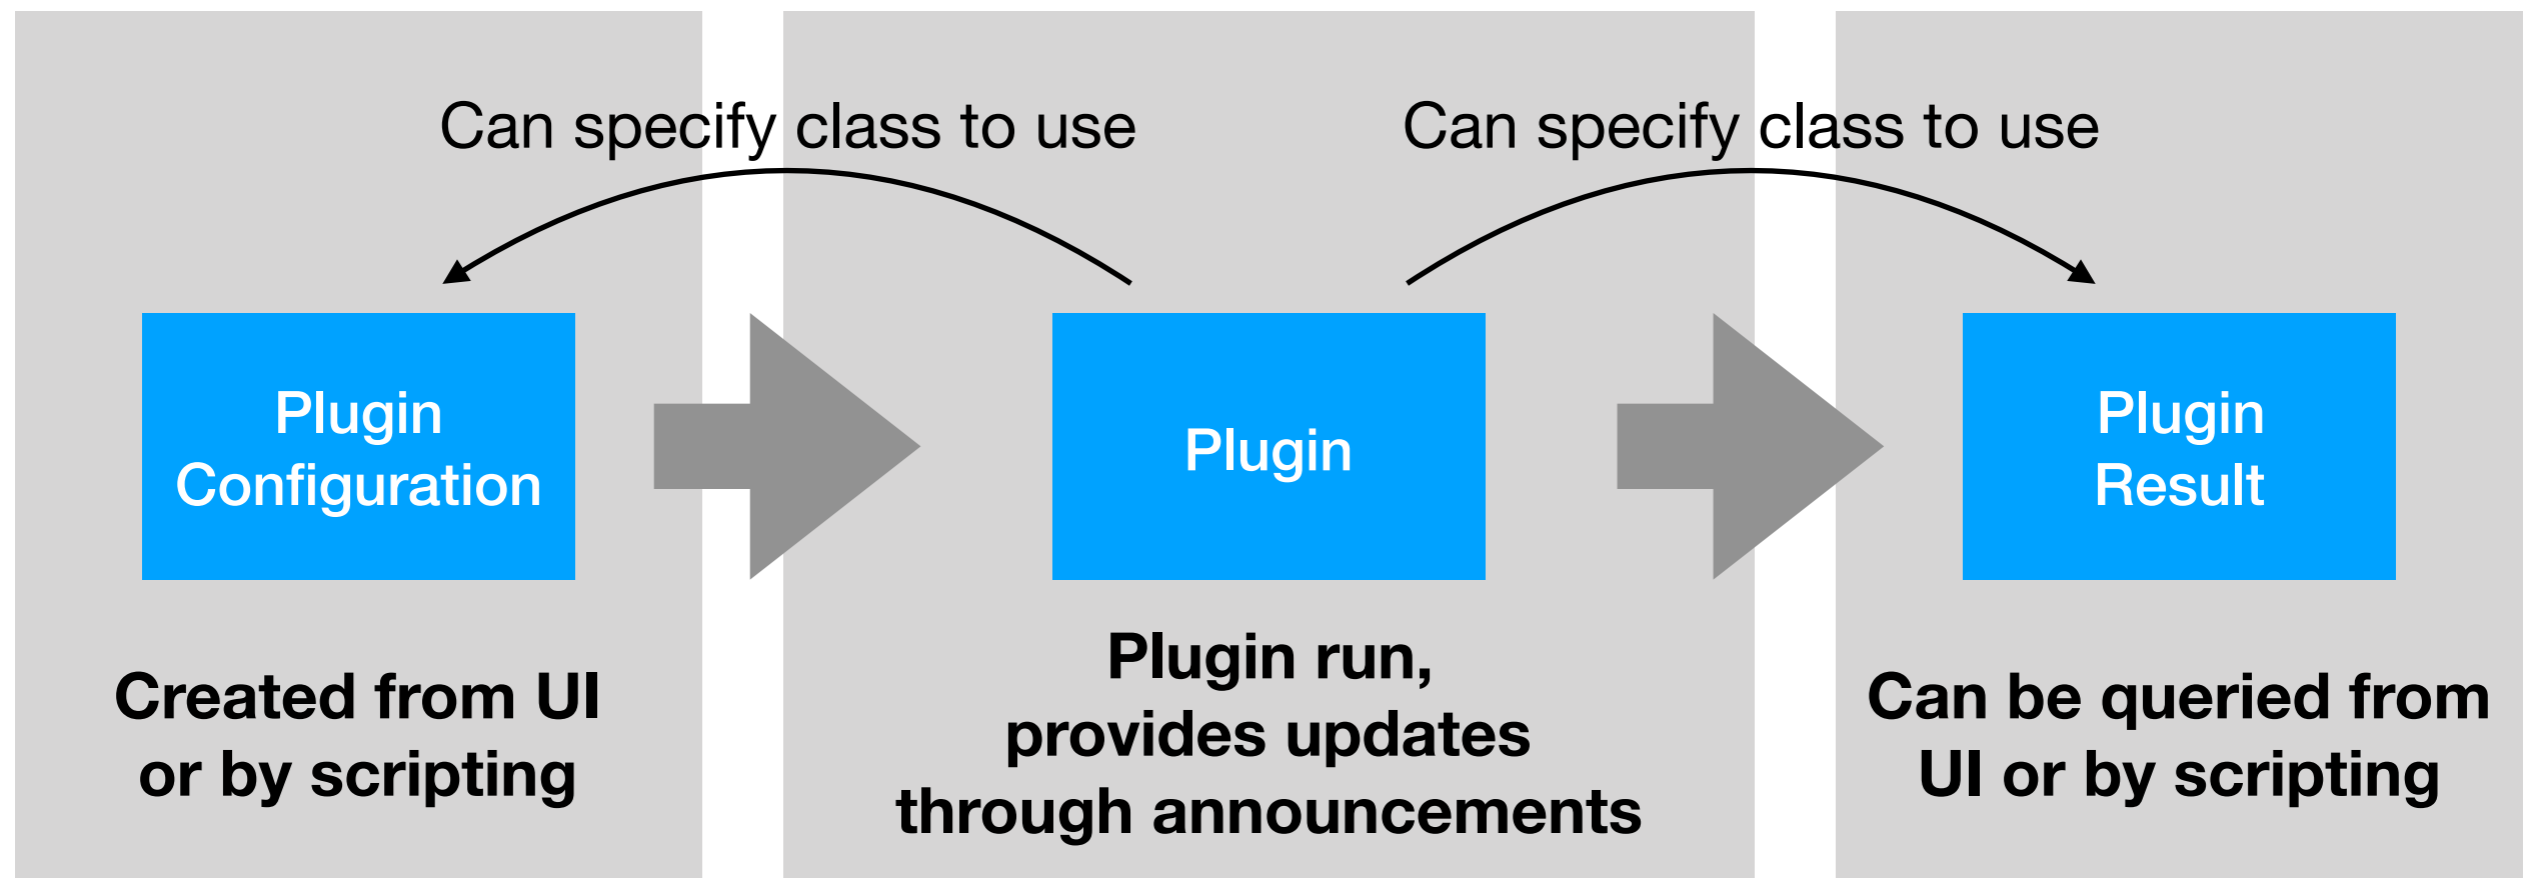 Can specify class to use
Can specify class to use
Plugin
Configuration
Plugin
Plugin
Result
Created from UI
or by scripting
Plugin run,
provides updates
through announcements
Can be queried from
UI or by scripting